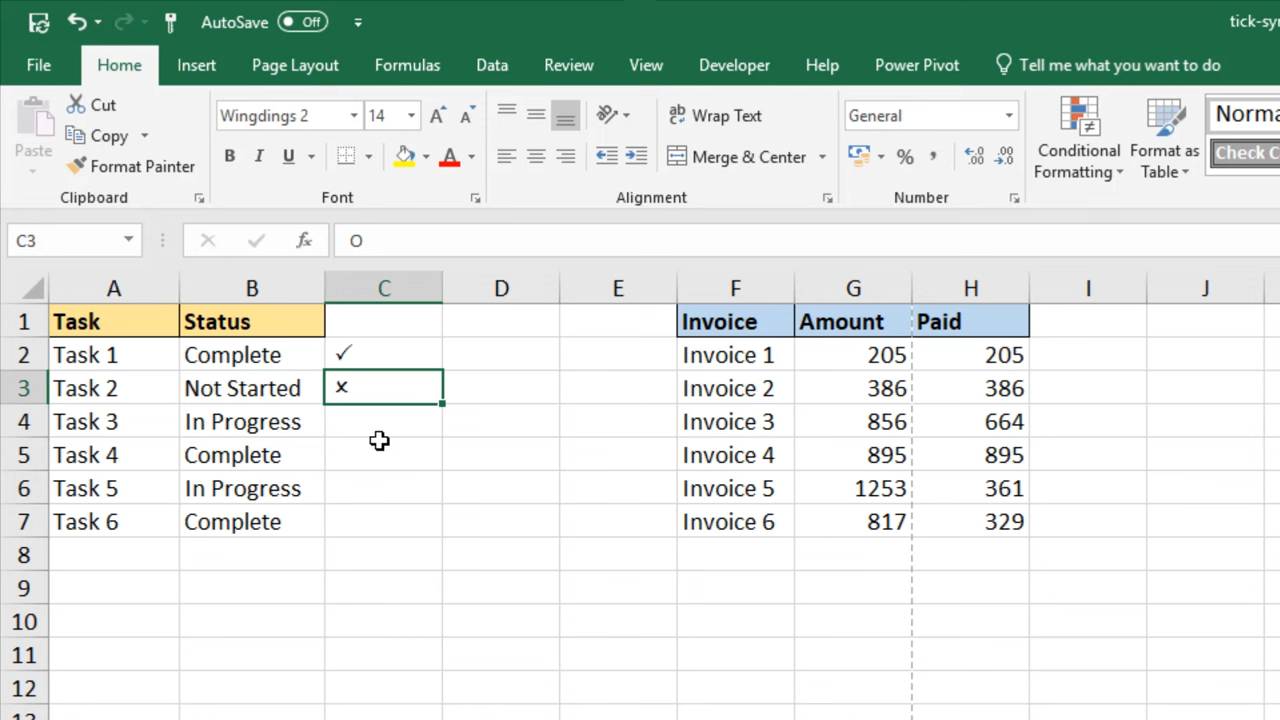 AutoSave Off tick-syr
File Home Insert Page Layout Formulas Data Review View Developer Help Power Pivot Tell me what you want to do
Paste Cut
Copy
Format Painter
Clipboard
Wingdings 2 14
B I U
Font
Wrap Text
Merge & Center
Alignment
General
Number
Conditional Formatting
Format as Table
Norma
Check C
C3 fx O
A B C D E F G H I J
1 Task Status Invoice Amount Paid
2 Task 1 Complete ✓ Invoice 1 205 205
3 Task 2 Not Started × Invoice 2 386 386
4 Task 3 In Progress Invoice 3 856 664
5 Task 4 Complete Invoice 4 895 895
6 Task 5 In Progress Invoice 5 1253 361
7 Task 6 Complete Invoice 6 817 329
8
9
10
11
12